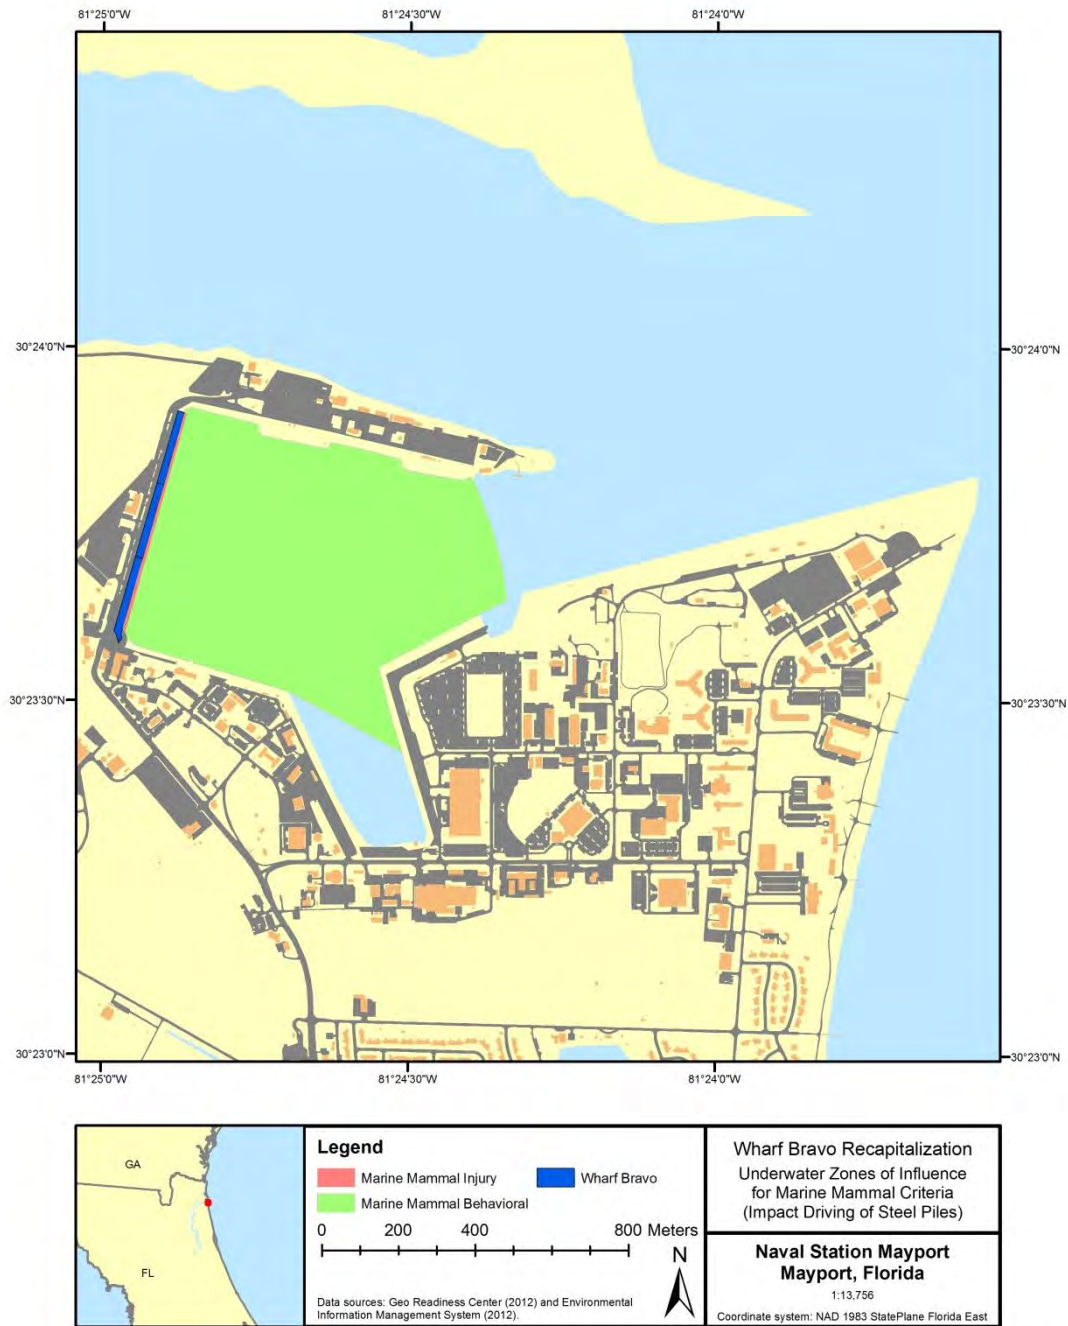 81°25'0"W
81°24'30"W
81°24'0"W
30°24'0"N
30°24'0"N
30°23'30"N
30°23'30"N
30°23'0"N
30°23'0"N
81°25'0"W
81°24'30"W
81°24'0"W
GA
FL
Legend
Marine Mammal Injury
Wharf Bravo
Marine Mammal Behavioral
0 200 400 800 Meters
N
Data sources: Geo Readiness Center (2012) and Environmental
Information Management System (2012).
Wharf Bravo Recapitalization
Underwater Zones of Influence
for Marine Mammal Criteria
(Impact Driving of Steel Piles)
Naval Station Mayport
Mayport, Florida
1:13,756
Coordinate system: NAD 1983 StatePlane Florida East